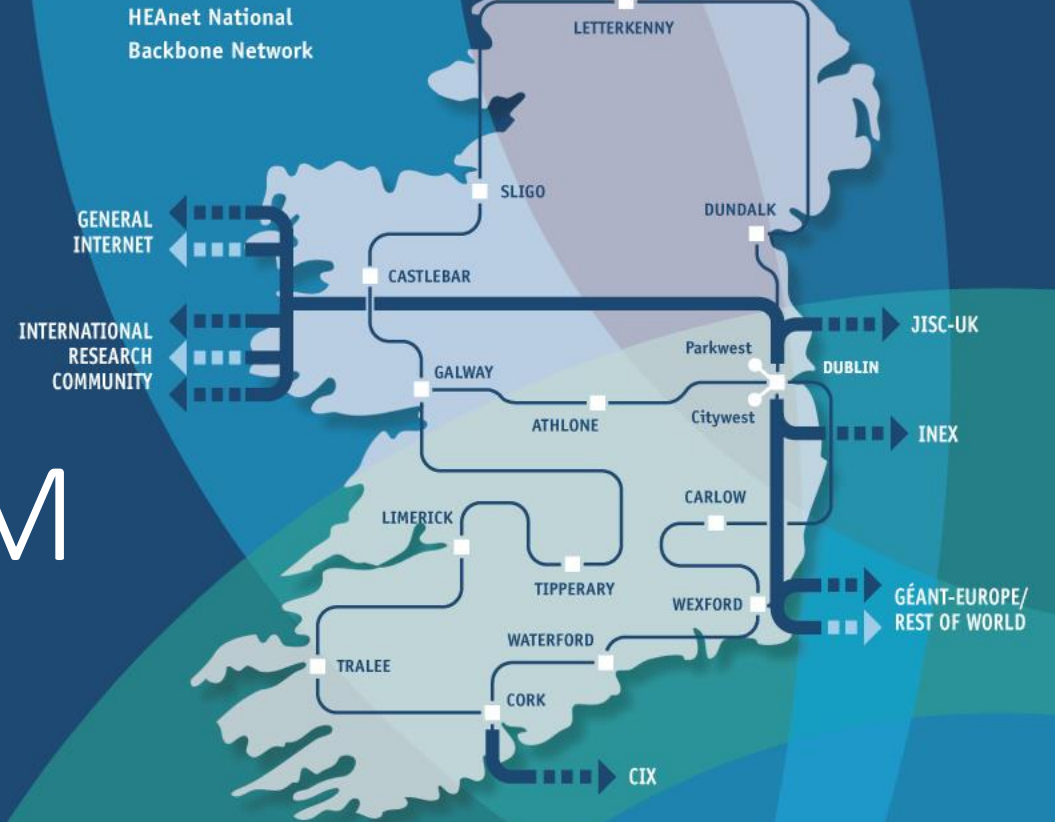 HEAnet National
Backbone Network
LETTERKENNY
SLIGO
DUNDALK
GENERAL
INTERNET
CASTLEBAR
INTERNATIONAL
RESEARCH
COMMUNITY
JISC-UK
Parkwest
DUBLIN
GALWAY
Citywest
ATHLONE
INEX
M
CARLOW
LIMERICK
TIPPERARY
WEXFORD
GÉANT-EUROPE/
REST OF WORLD
WATERFORD
TRALEE
CORK
CIX